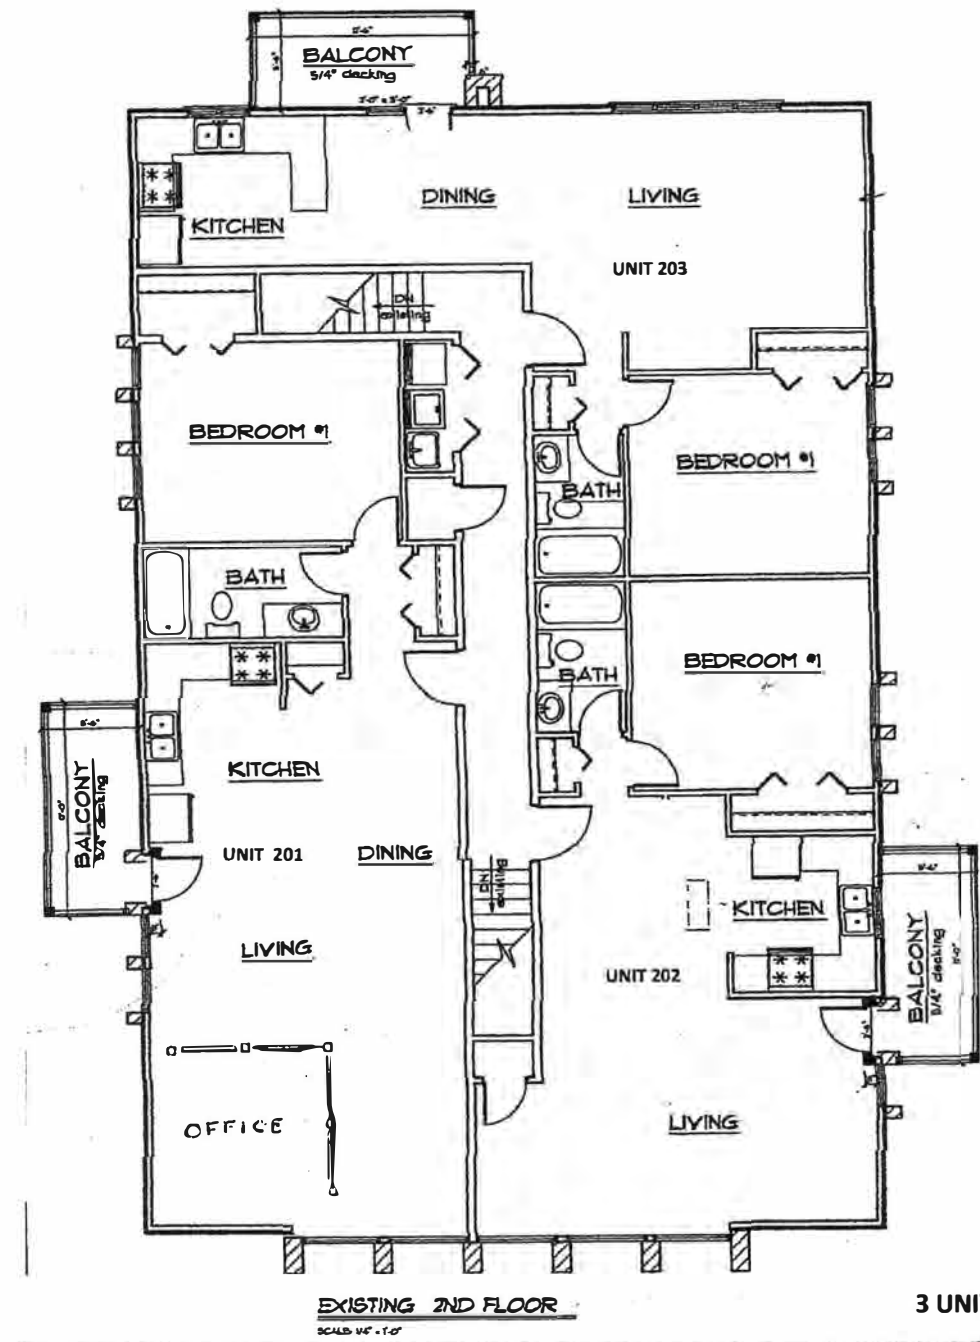 BALCONY
5/4" decking
KITCHEN
DINING
LIVING
UNIT 203
DN
existing
BEDROOM #1
BEDROOM #1
BATH
BATH
BATH
BEDROOM #1
BALCONY
5/4" decking
KITCHEN
UNIT 201
DINING
DN
existing
KITCHEN
UNIT 202
BALCONY
5/4" decking
LIVING
OFFICE
LIVING
EXISTING 2ND FLOOR
3 UNI